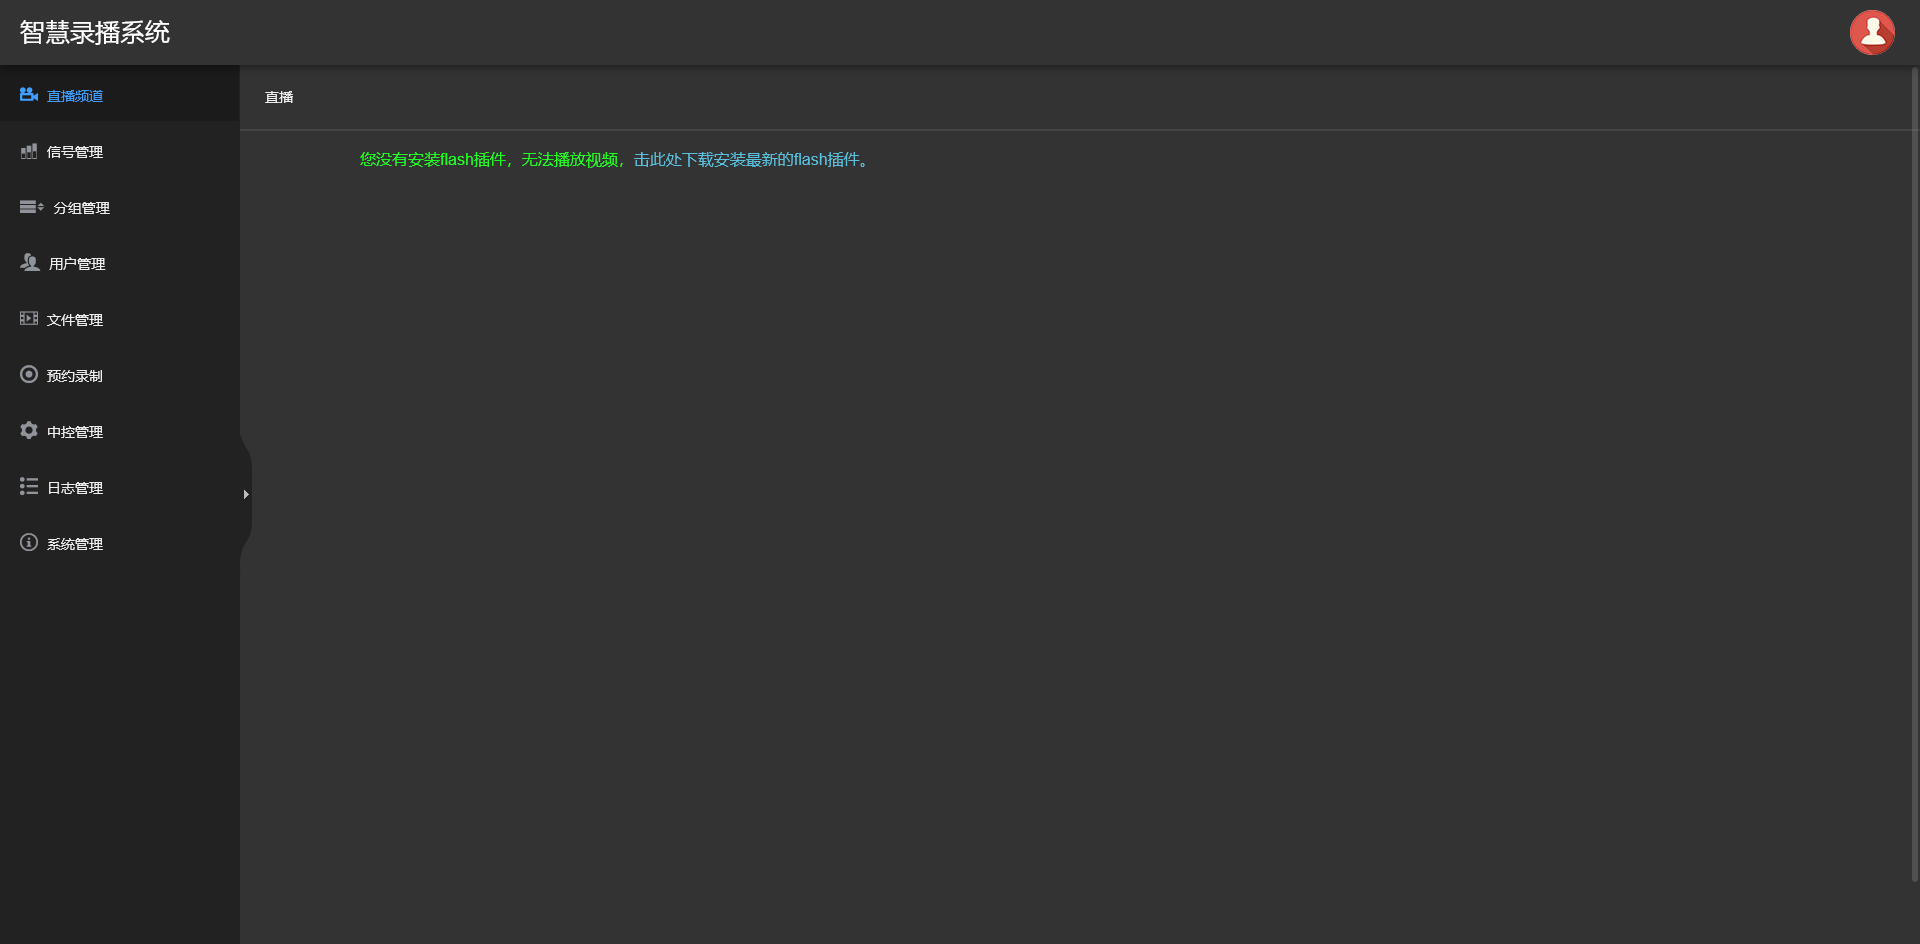 智慧录播系统
直播频道
信号管理
分组管理
用户管理
文件管理
预约录制
中控管理
日志管理
系统管理
直播
您没有安装flash插件，无法播放视频，击此处下载安装最新的flash插件。